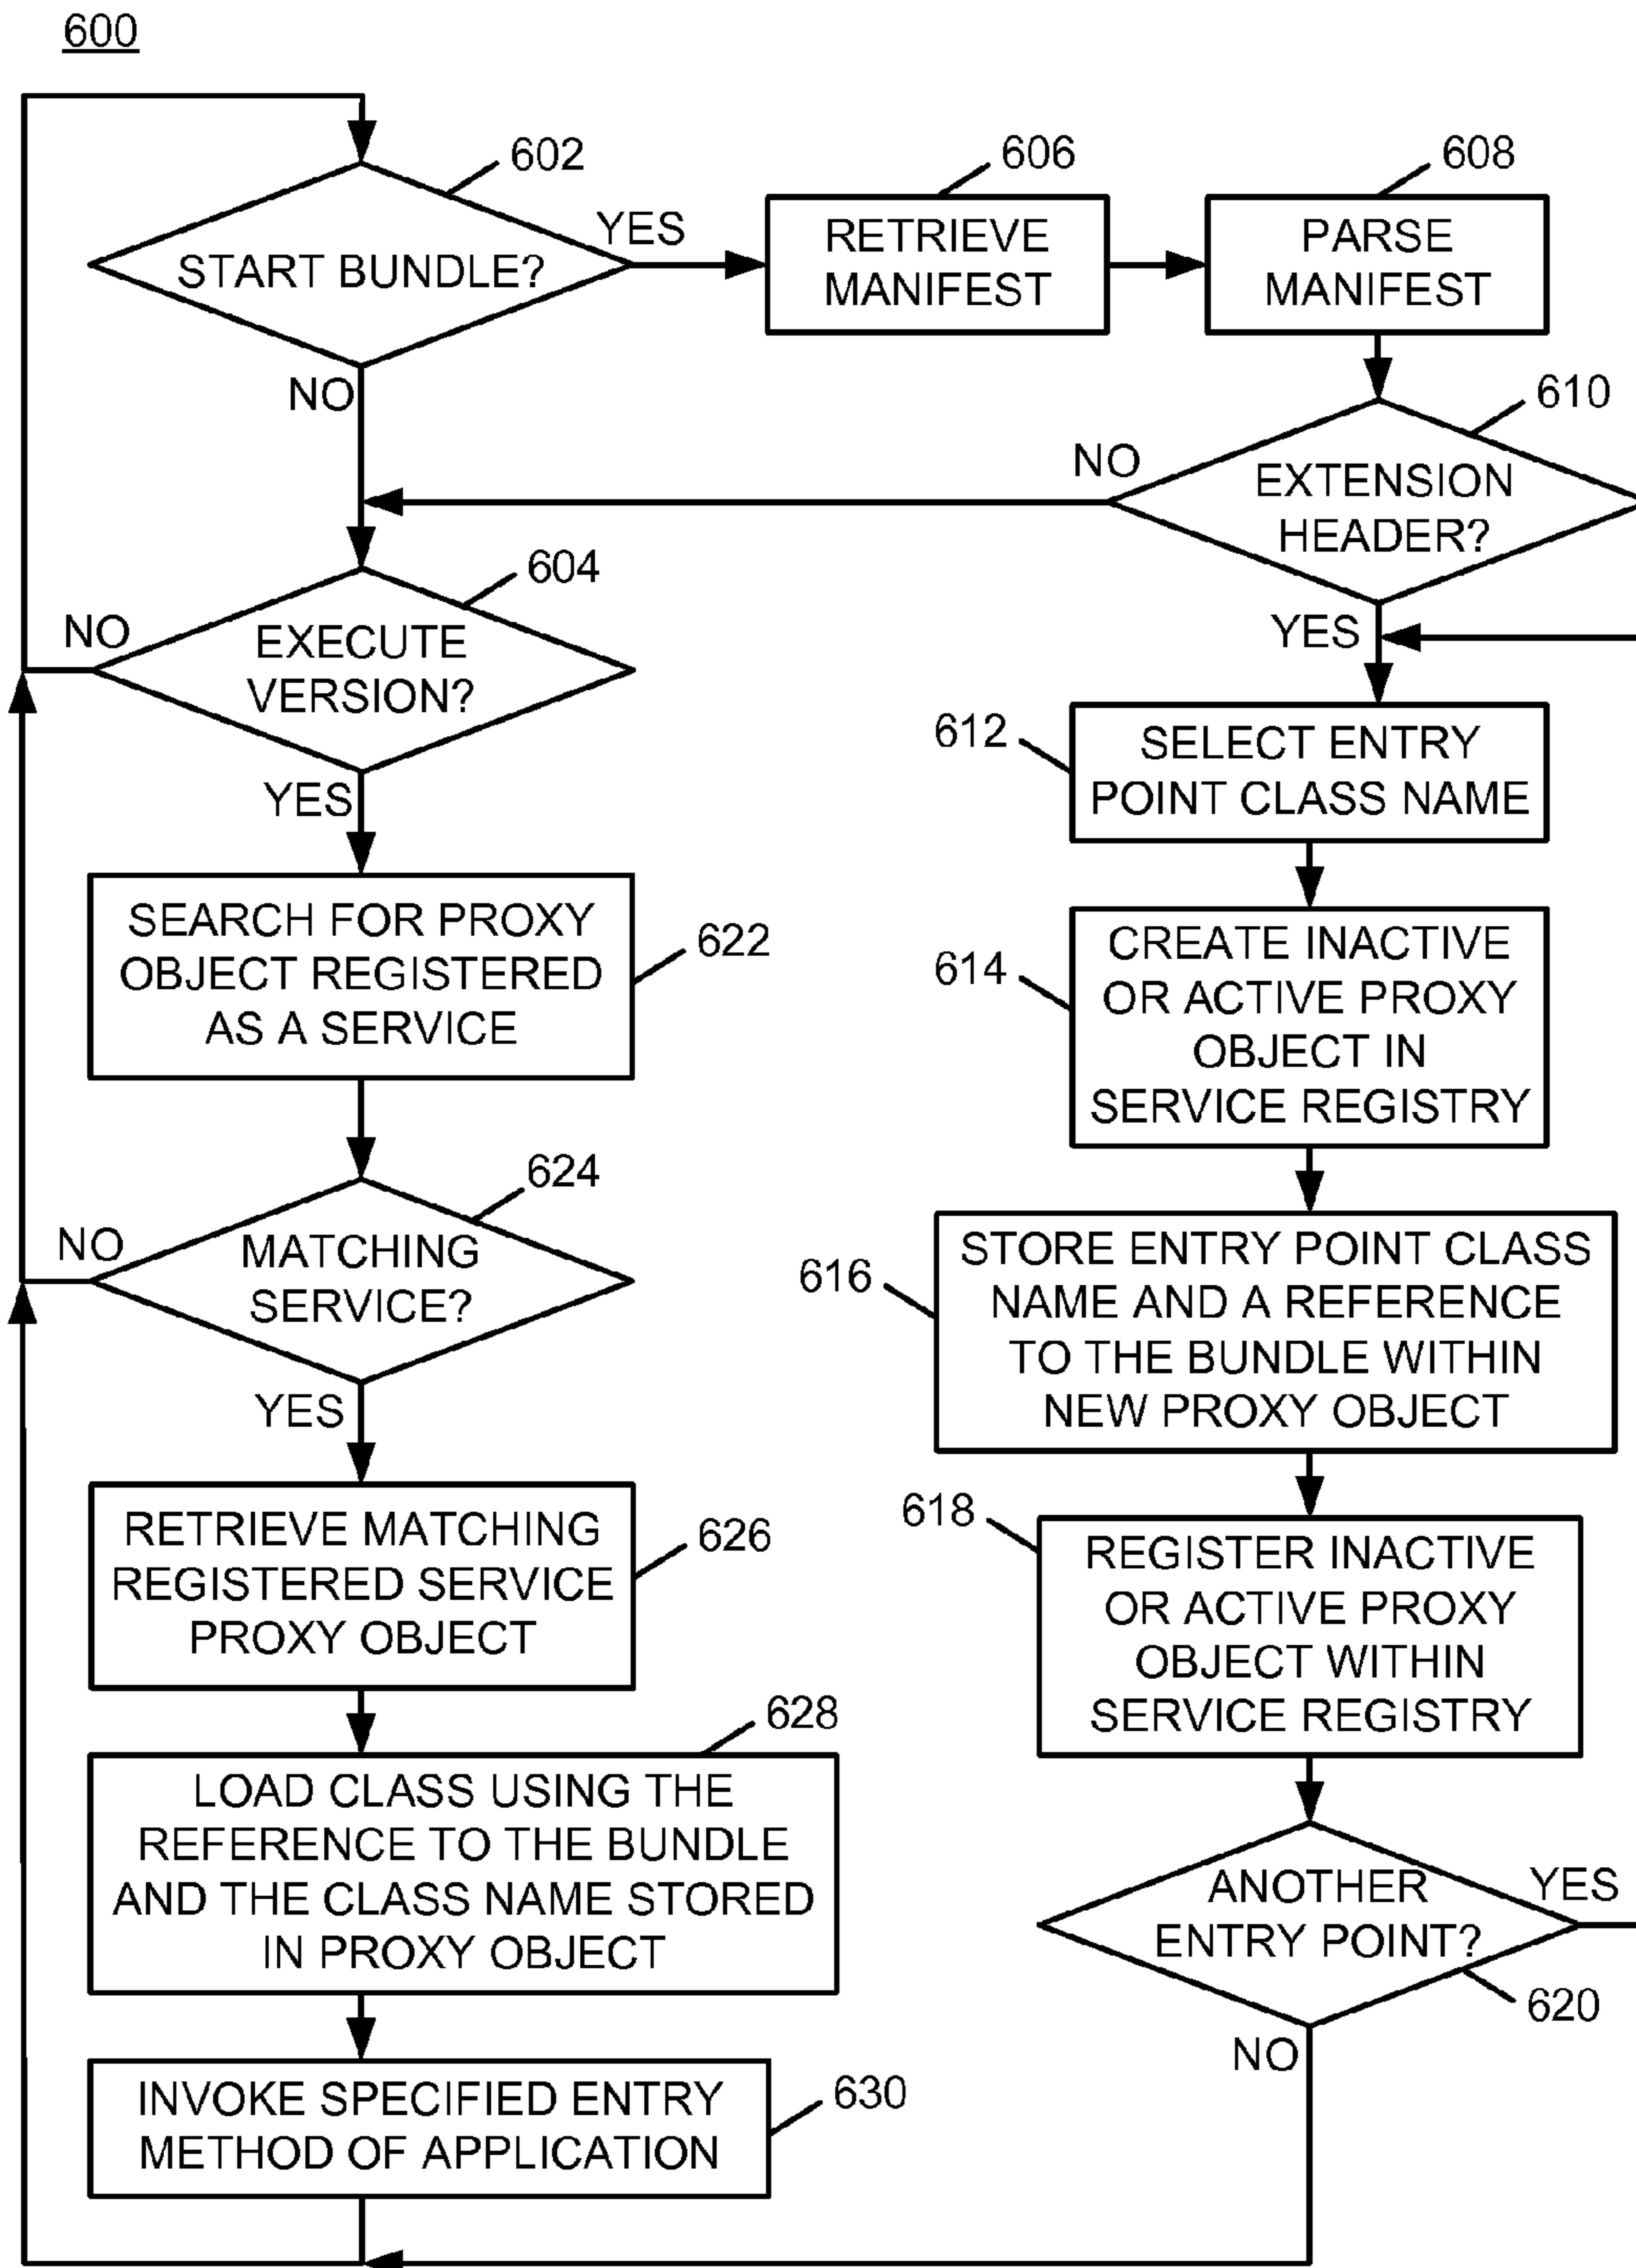 600
602
START BUNDLE?
YES
NO
606
RETRIEVE
MANIFEST
608
PARSE
MANIFEST
610
NO
EXTENSION
HEADER?
YES
604
NO
EXECUTE
VERSION?
YES
612
SELECT ENTRY
POINT CLASS NAME
SEARCH FOR PROXY
OBJECT REGISTERED
AS A SERVICE
622
614
CREATE INACTIVE
OR ACTIVE PROXY
OBJECT IN
SERVICE REGISTRY
624
NO
MATCHING
SERVICE?
YES
616
STORE ENTRY POINT CLASS
NAME AND A REFERENCE
TO THE BUNDLE WITHIN
NEW PROXY OBJECT
RETRIEVE MATCHING
REGISTERED SERVICE
PROXY OBJECT
626
618
REGISTER INACTIVE
OR ACTIVE PROXY
OBJECT WITHIN
SERVICE REGISTRY
628
LOAD CLASS USING THE
REFERENCE TO THE BUNDLE
AND THE CLASS NAME STORED
IN PROXY OBJECT
ANOTHER
ENTRY POINT?
YES
620
NO
INVOKE SPECIFIED ENTRY
METHOD OF APPLICATION
630